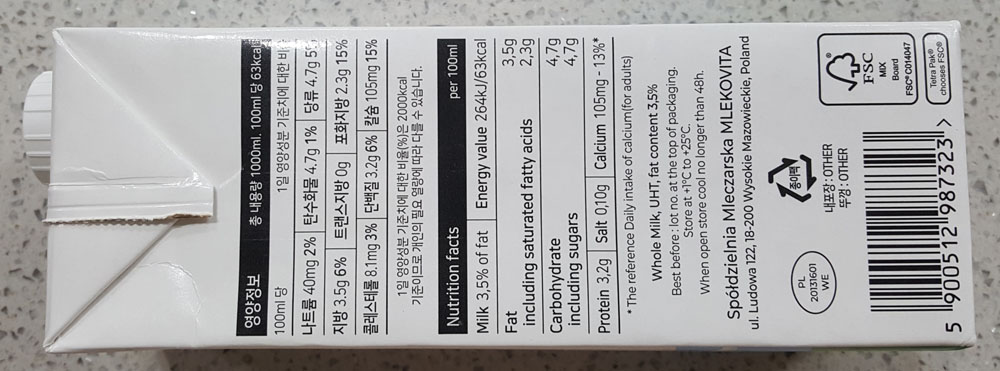 영양정보 총 내용량 1000ml. 100ml 당 63kcal
100ml 당 1일 영양성분 기준치에 대한 비율
나트륨 40mg 2% 탄수화물 4.7g 1% 당류 4.7g 5%
지방 3.5g 6% 트랜스지방 0g 포화지방 2.3g 15%
콜레스테롤 8.1mg 3% 단백질 3.2g 6% 칼슘 105mg 15%
1일 영양성분 기준치에 대한 비율(%)은 2000kcal
기준이므로 개인의 필요 열량에 따라 다를 수 있습니다.
Nutrition facts per 100ml
Milk 3,5% of fat Energy value 264kJ/63kcal
Fat 3,5g
including saturated fatty acids 2,3g
Carbohydrate 4,7g
including sugars 4,7g
Protein 3,2g Salt 0,10g Calcium 105mg - 13%*
*The reference Daily intake of calcium(for adults)
Whole Milk, UHT, fat content 3,5%
Best before : lot no. at the top of packaging.
Store at +1°C to +25°C.
When open store cool no longer than 48h.
Spółdzielnia Mleczarska MLEKOVITA
ul. Ludowa 122, 18-200 Wysokie Mazowieckie, Poland
PL
20131601
WE
종이팩
내포장 : OTHER
뚜껑 : OTHER
FSC
MIX
Board
FSC® C014047
Tetra Pak®
chooses FSC®
5 900512 987323 >